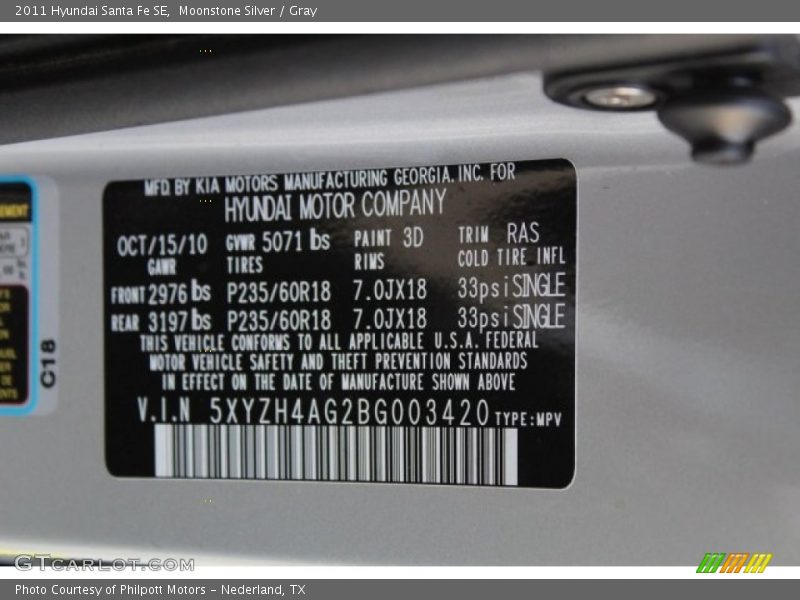 2011 Hyundai Santa Fe SE, Moonstone Silver / Gray
MFD BY KIA MOTORS MANUFACTURING GEORGIA, INC. FOR
HYUNDAI MOTOR COMPANY
OCT/15/10 GVWR 5071 lbs PAINT 3D TRIM RAS
GAWR TIRES RIMS COLD TIRE INFL
FRONT 2976 lbs P235/60R18 7.0JX18 33psi SINGLE
REAR 3197 lbs P235/60R18 7.0JX18 33psi SINGLE
THIS VEHICLE CONFORMS TO ALL APPLICABLE U.S.A. FEDERAL
MOTOR VEHICLE SAFETY AND THEFT PREVENTION STANDARDS
IN EFFECT ON THE DATE OF MANUFACTURE SHOWN ABOVE
V.I.N 5XYZH4AG2BG003420 TYPE:MPV
C18
GTcarlot.com
Photo Courtesy of Philpott Motors - Nederland, TX